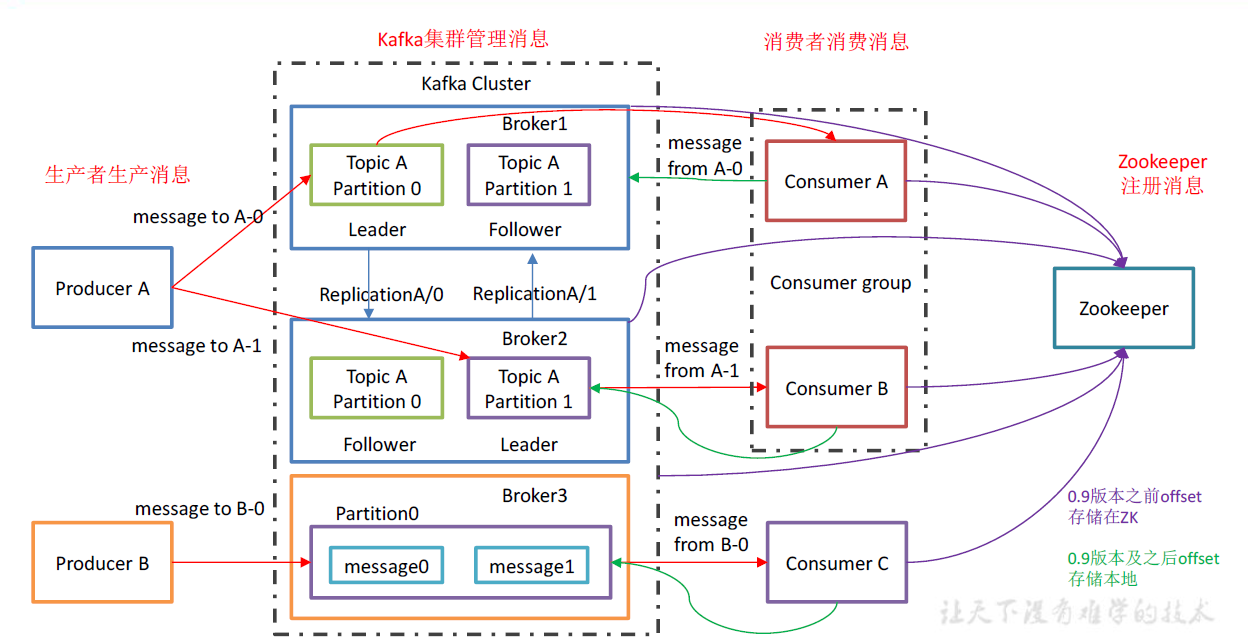 Kafka集群管理消息
消费者消费消息
Kafka Cluster
Broker1
Topic A
Partition 0
Topic A
Partition 1
Leader
Follower
message
from A-0
Consumer A
Zookeeper
注册消息
生产者生产消息
message to A-0
Producer A
ReplicationA/0
ReplicationA/1
Consumer group
Zookeeper
message to A-1
Broker2
Topic A
Partition 0
Topic A
Partition 1
Follower
Leader
message
from A-1
Consumer B
message to B-0
Broker3
Partition0
message0
message1
Producer B
message
from B-0
Consumer C
0.9版本之前offset
存储在ZK
0.9版本及之后offset
存储本地
让天下没有难学的技术